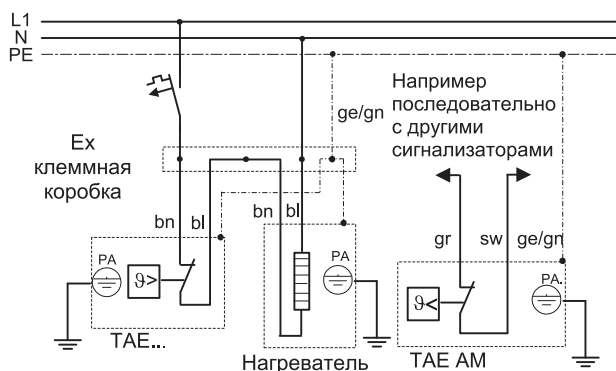 L1
N
PE
Например
последовательно
с другими
сигнализаторами
ge/gn
Ex
клеммная
коробка
bn
bl
bn
bl
gr
sw
ge/gn
PA
ϑ>
PA
ϑ<
PA.
TAE...
Нагреватель
TAE AM